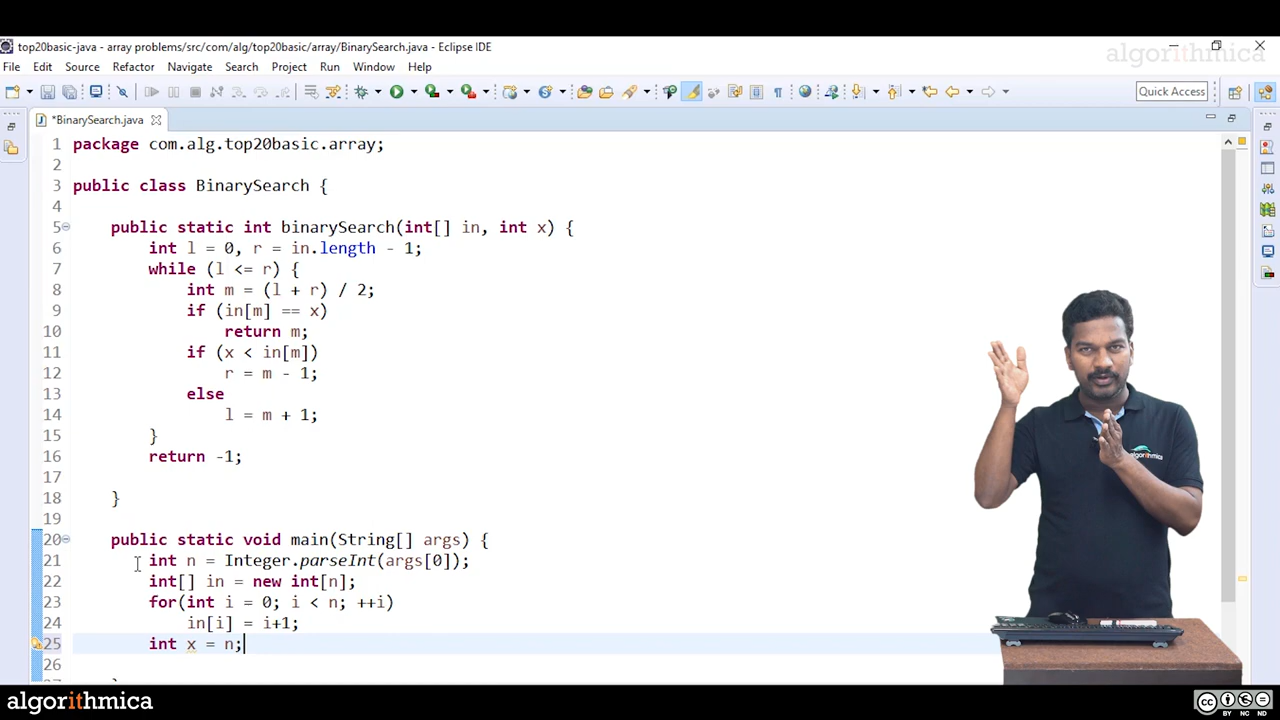 top20basic-java - array problems/src/com/alg/top20basic/array/BinarySearch.java - Eclipse IDE
algorithmica
File Edit Source Refactor Navigate Search Project Run Window Help
Quick Access
*BinarySearch.java
1 package com.alg.top20basic.array;
2
3 public class BinarySearch {
4
5 public static int binarySearch(int[] in, int x) {
6 int l = 0, r = in.length - 1;
7 while (l <= r) {
8 int m = (l + r) / 2;
9 if (in[m] == x)
10 return m;
11 if (x < in[m])
12 r = m - 1;
13 else
14 l = m + 1;
15 }
16 return -1;
17
18 }
19
20 public static void main(String[] args) {
21 int n = Integer.parseInt(args[0]);
22 int[] in = new int[n];
23 for(int i = 0; i < n; ++i)
24 in[i] = i+1;
25 int x = n;
26
algorithmica
algorithmica
cc BY NC ND